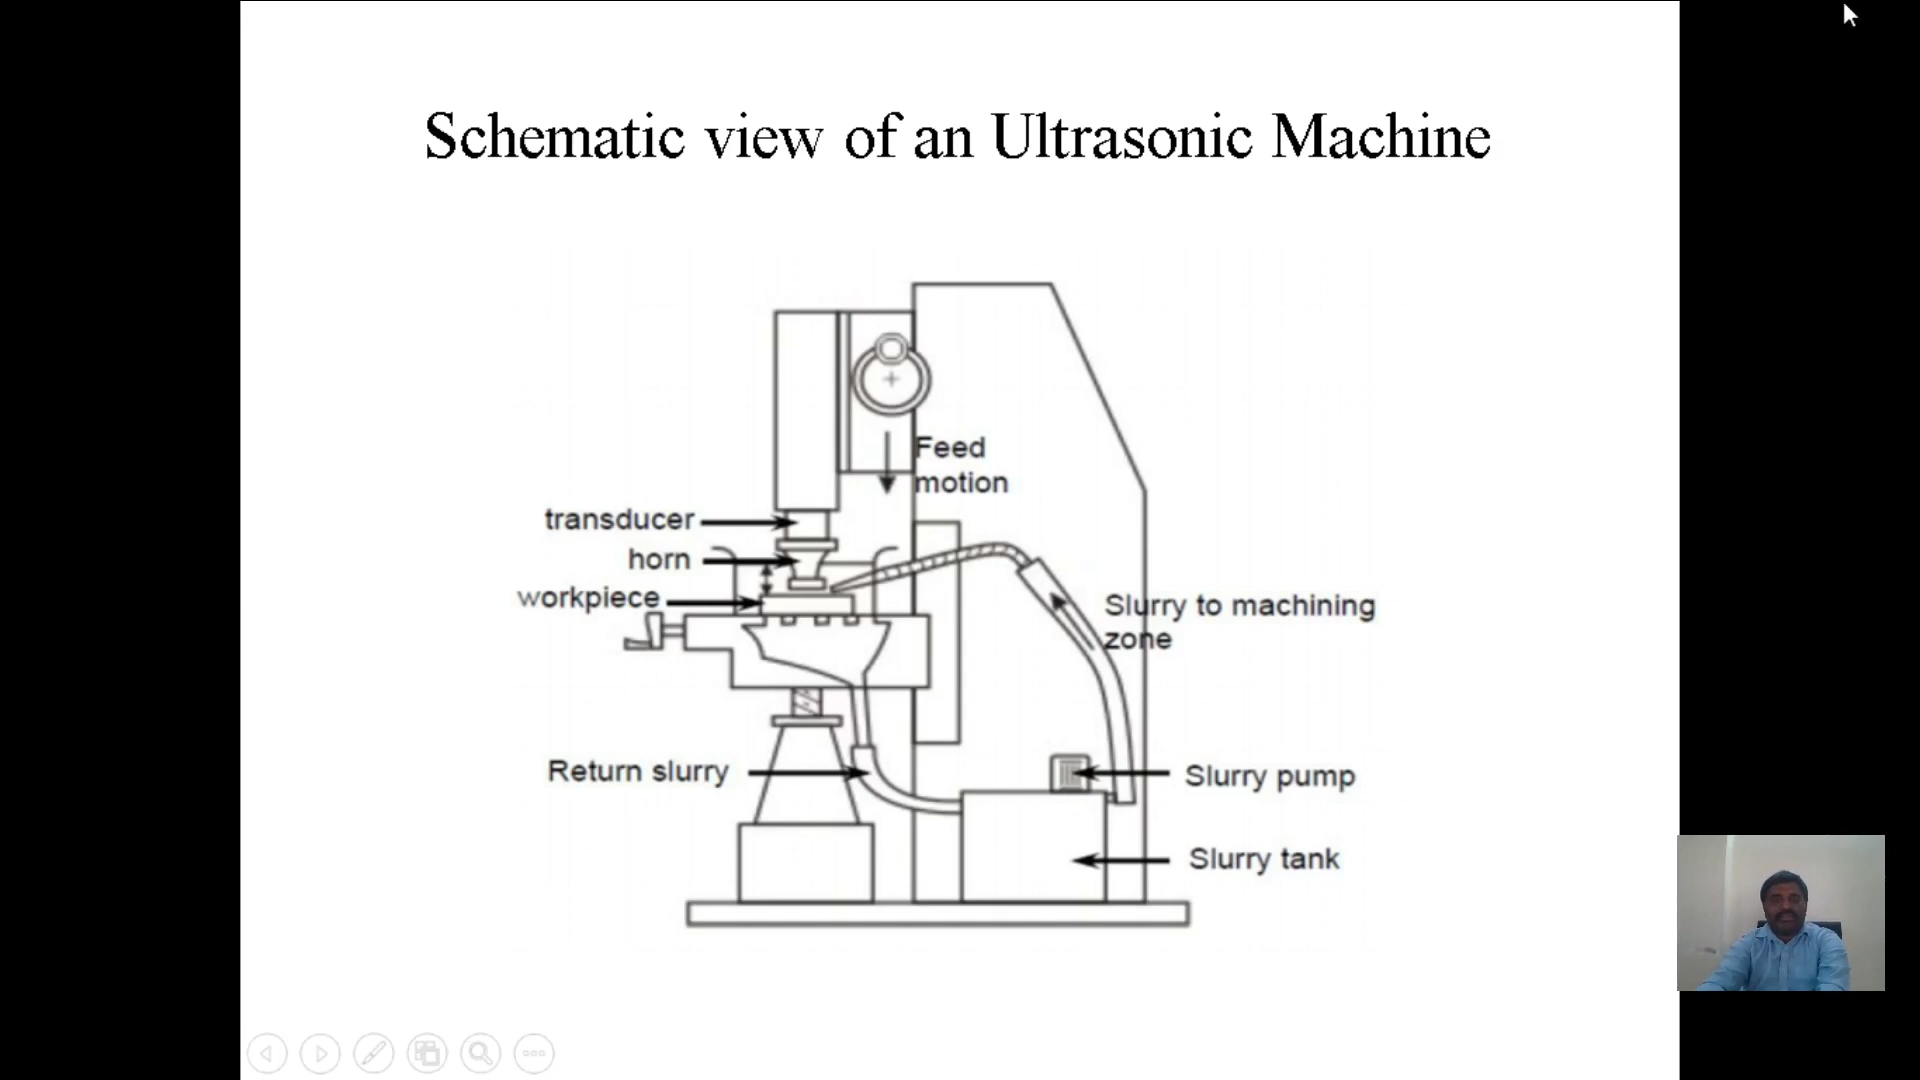 Schematic view of an Ultrasonic Machine
Feed
motion
transducer
horn
workpiece
Slurry to machining
zone
Return slurry
Slurry pump
Slurry tank